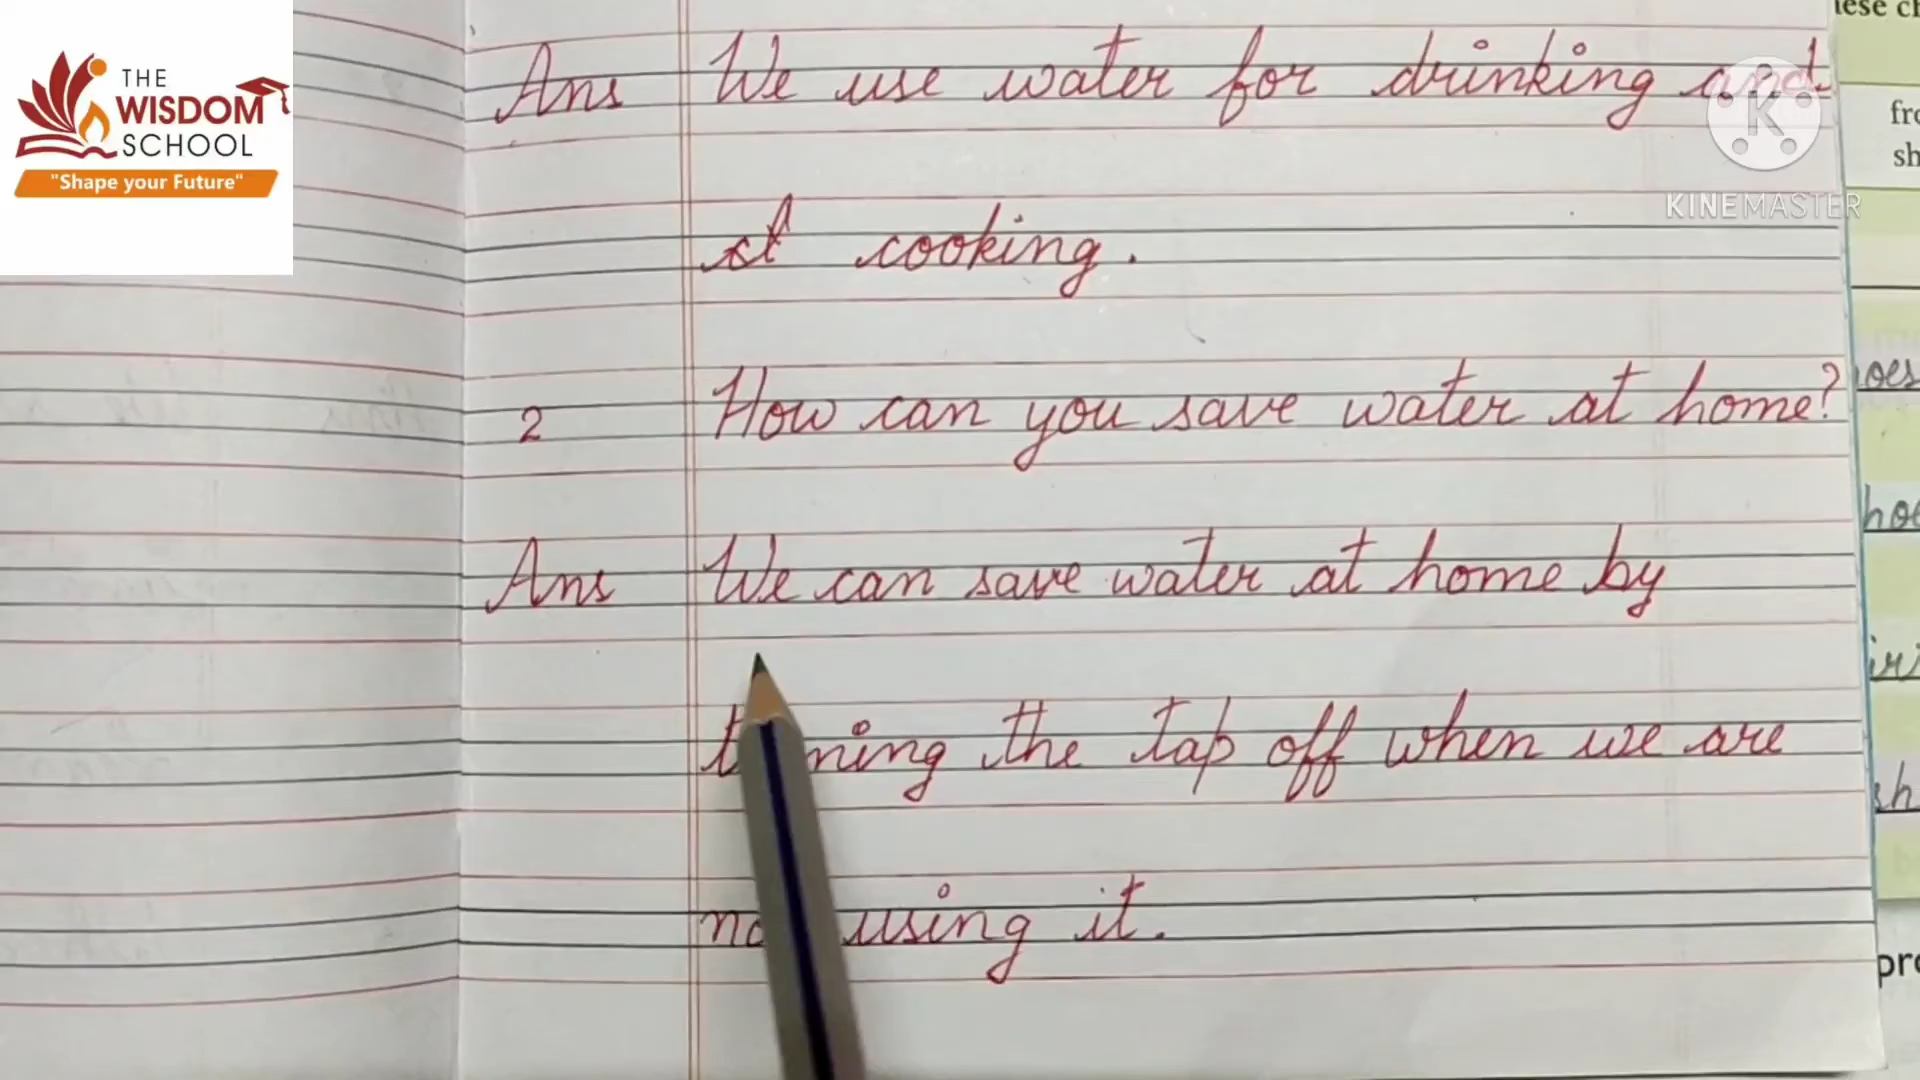 THE
WISDOM
SCHOOL
"Shape your Future"
KINEMASTER
Ans We use water for drinking and
cooking.
2 How can you save water at home?
Ans We can save water at home by
the tap off when we are
using it.